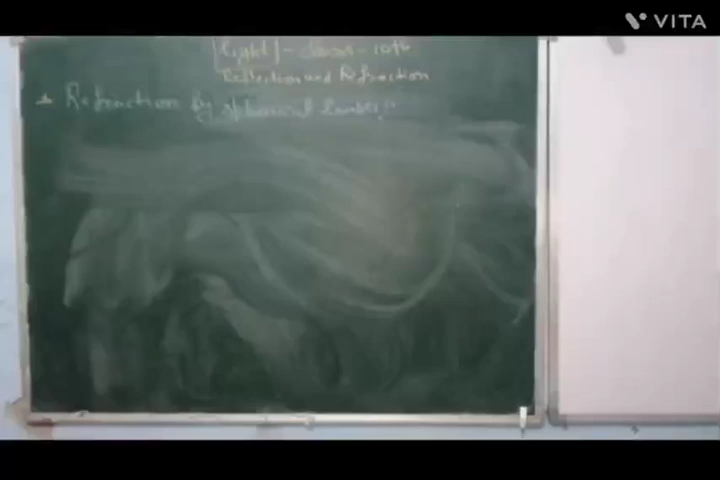 VITA
Light - class - 10th
Reflection and Refraction
* Refraction by spherical Lenses:-